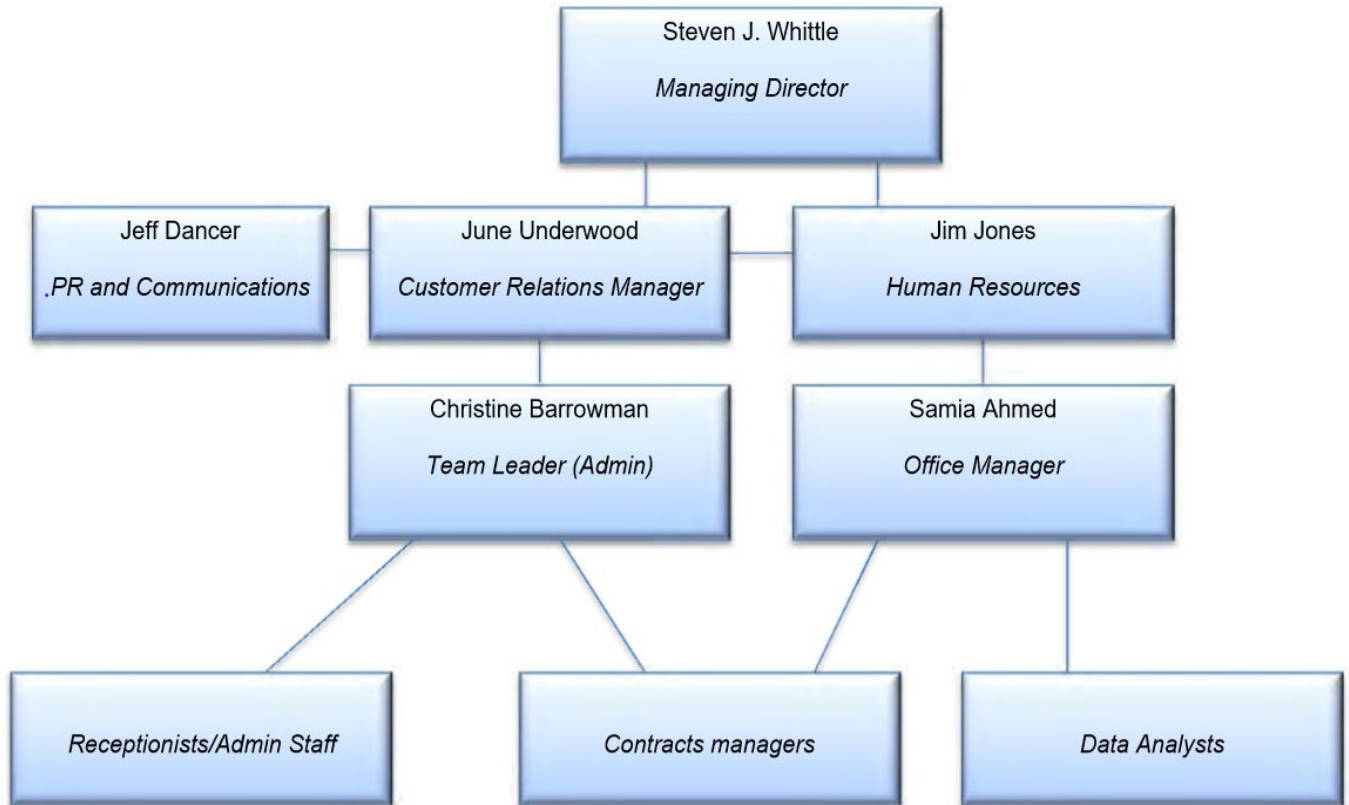 Steven J. Whittle
Managing Director
Jeff Dancer
.PR and Communications
June Underwood
Customer Relations Manager
Jim Jones
Human Resources
Christine Barrowman
Team Leader (Admin)
Samia Ahmed
Office Manager
Receptionists/Admin Staff
Contracts managers
Data Analysts